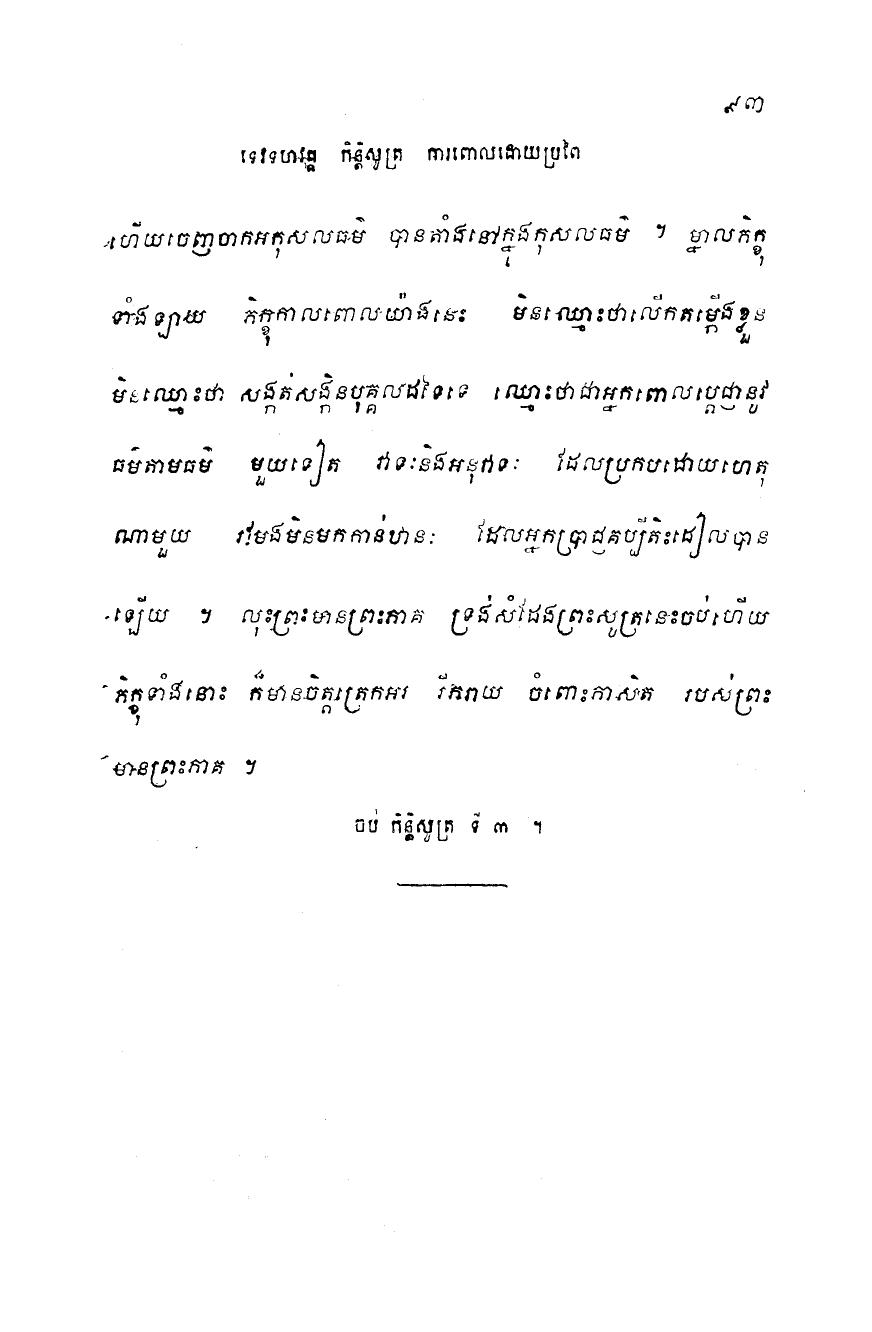 ៩៣
ទេវទហវគ្គ កិន្តិសូត្រ ការពោលដោយប្រពៃ
ហើយចេញចាកអកុសលធម៌ បានតាំងនៅក្នុងកុសលធម៌ ។ ម្នាលភិក្ខុ
ទាំងឡាយ ភិក្ខុកាលពោលយ៉ាងនេះ មិនឈ្មោះថាលើកតម្កើងខ្លួន
មិនឈ្មោះថា សង្កត់សង្កិនបុគ្គលដទៃទេ ឈ្មោះថាជាអ្នកពោលប្តេជ្ញានូវ
ធម៌តាមធម៌ មួយទៀត វាទៈនិងអនុវាទៈ ដែលប្រកបដោយហេតុ
ណាមួយ រមែងមិនមកកាន់ឋានៈ ដែលអ្នកប្រាជ្ញគប្បីតិះដៀលបាន
ឡើយ ។ លុះព្រះមានព្រះភាគ ទ្រង់សំដែងព្រះសូត្រនេះចប់ហើយ
ភិក្ខុទាំងនោះ ក៏មានចិត្តត្រេកអរ រីករាយ ចំពោះភាសិត របស់ព្រះ
មានព្រះភាគ ។
ចប់ កិន្តិសូត្រ ទី ៣ ។